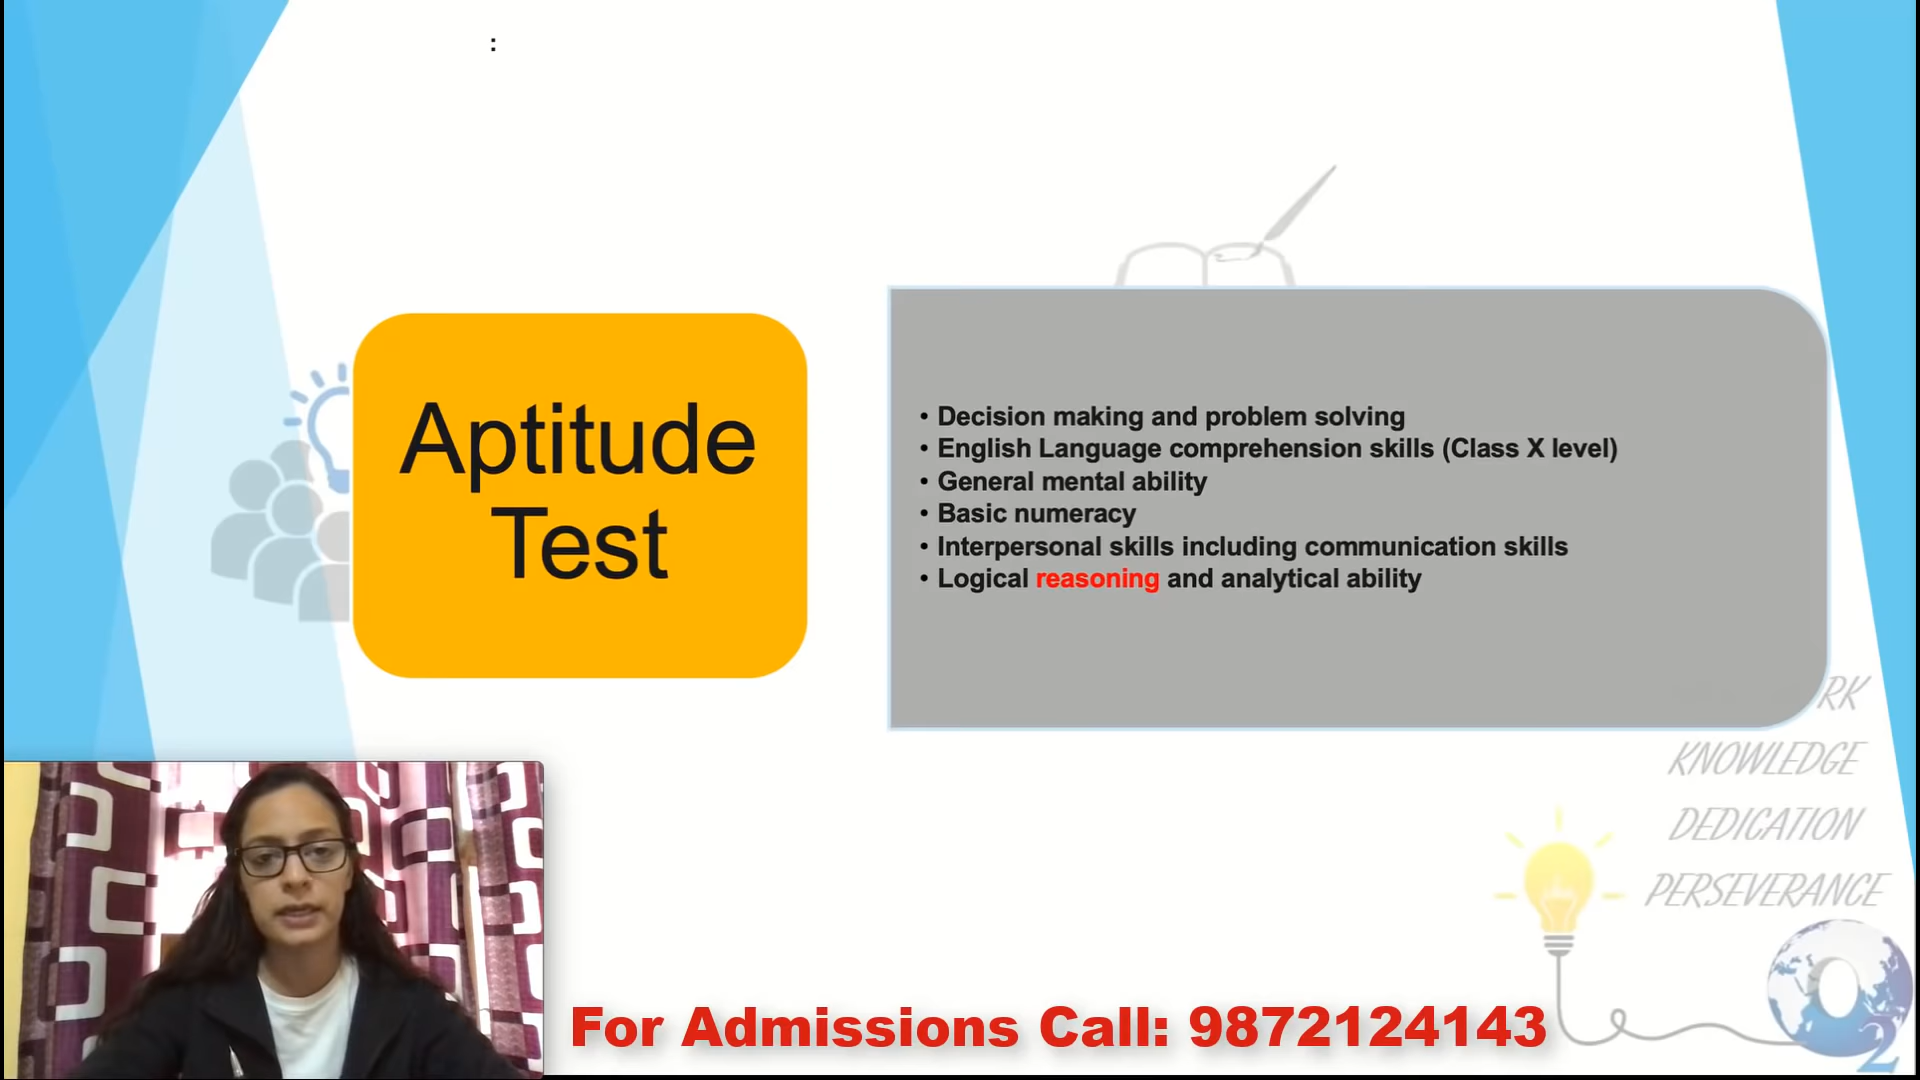 :
Aptitude
Test
• Decision making and problem solving
• English Language comprehension skills (Class X level)
• General mental ability
• Basic numeracy
• Interpersonal skills including communication skills
• Logical reasoning and analytical ability
RK
KNOWLEDGE
DEDICATION
PERSEVERANCE
O2
For Admissions Call: 9872124143